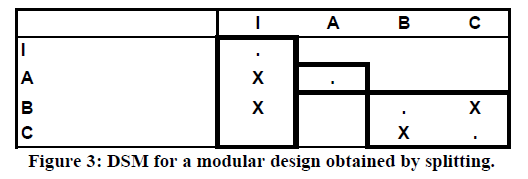 I A B C
I .
A X .
B X . X
C X .
Figure 3: DSM for a modular design obtained by splitting.